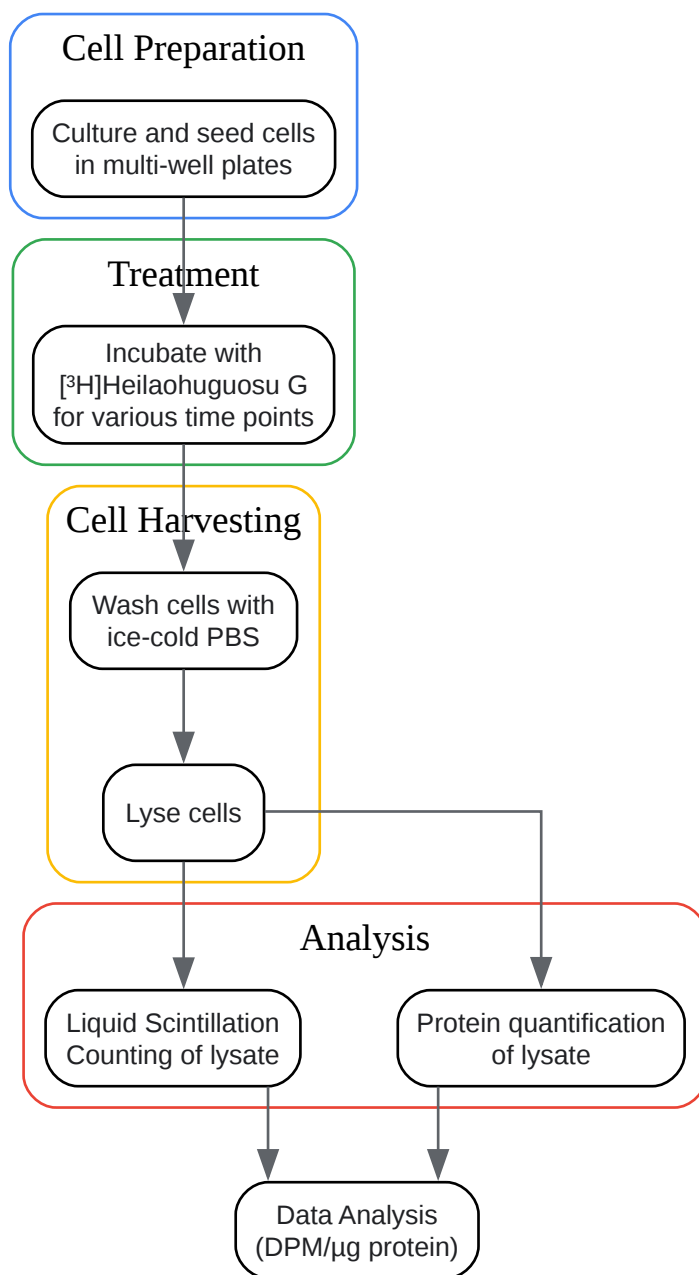 Cell Preparation
Culture and seed cells
in multi-well plates
Treatment
Incubate with
[³H]Heilaohuguosu G
for various time points
Cell Harvesting
Wash cells with
ice-cold PBS
Lyse cells
Analysis
Liquid Scintillation
Counting of lysate
Protein quantification
of lysate
Data Analysis
(DPM/µg protein)